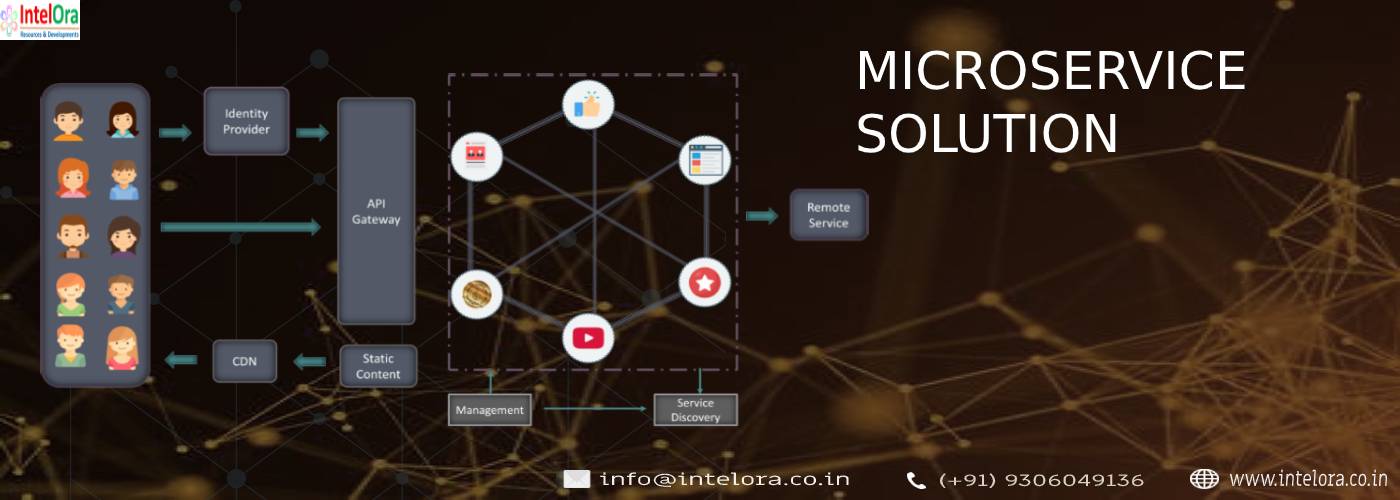 IntelOra
Resources & Developments
MICROSERVICE
SOLUTION
Identity
Provider
API
Gateway
Remote
Service
CDN
Static
Content
Management
Service
Discovery
info@intelora.co.in
(+91) 9306049136
www.intelora.co.in